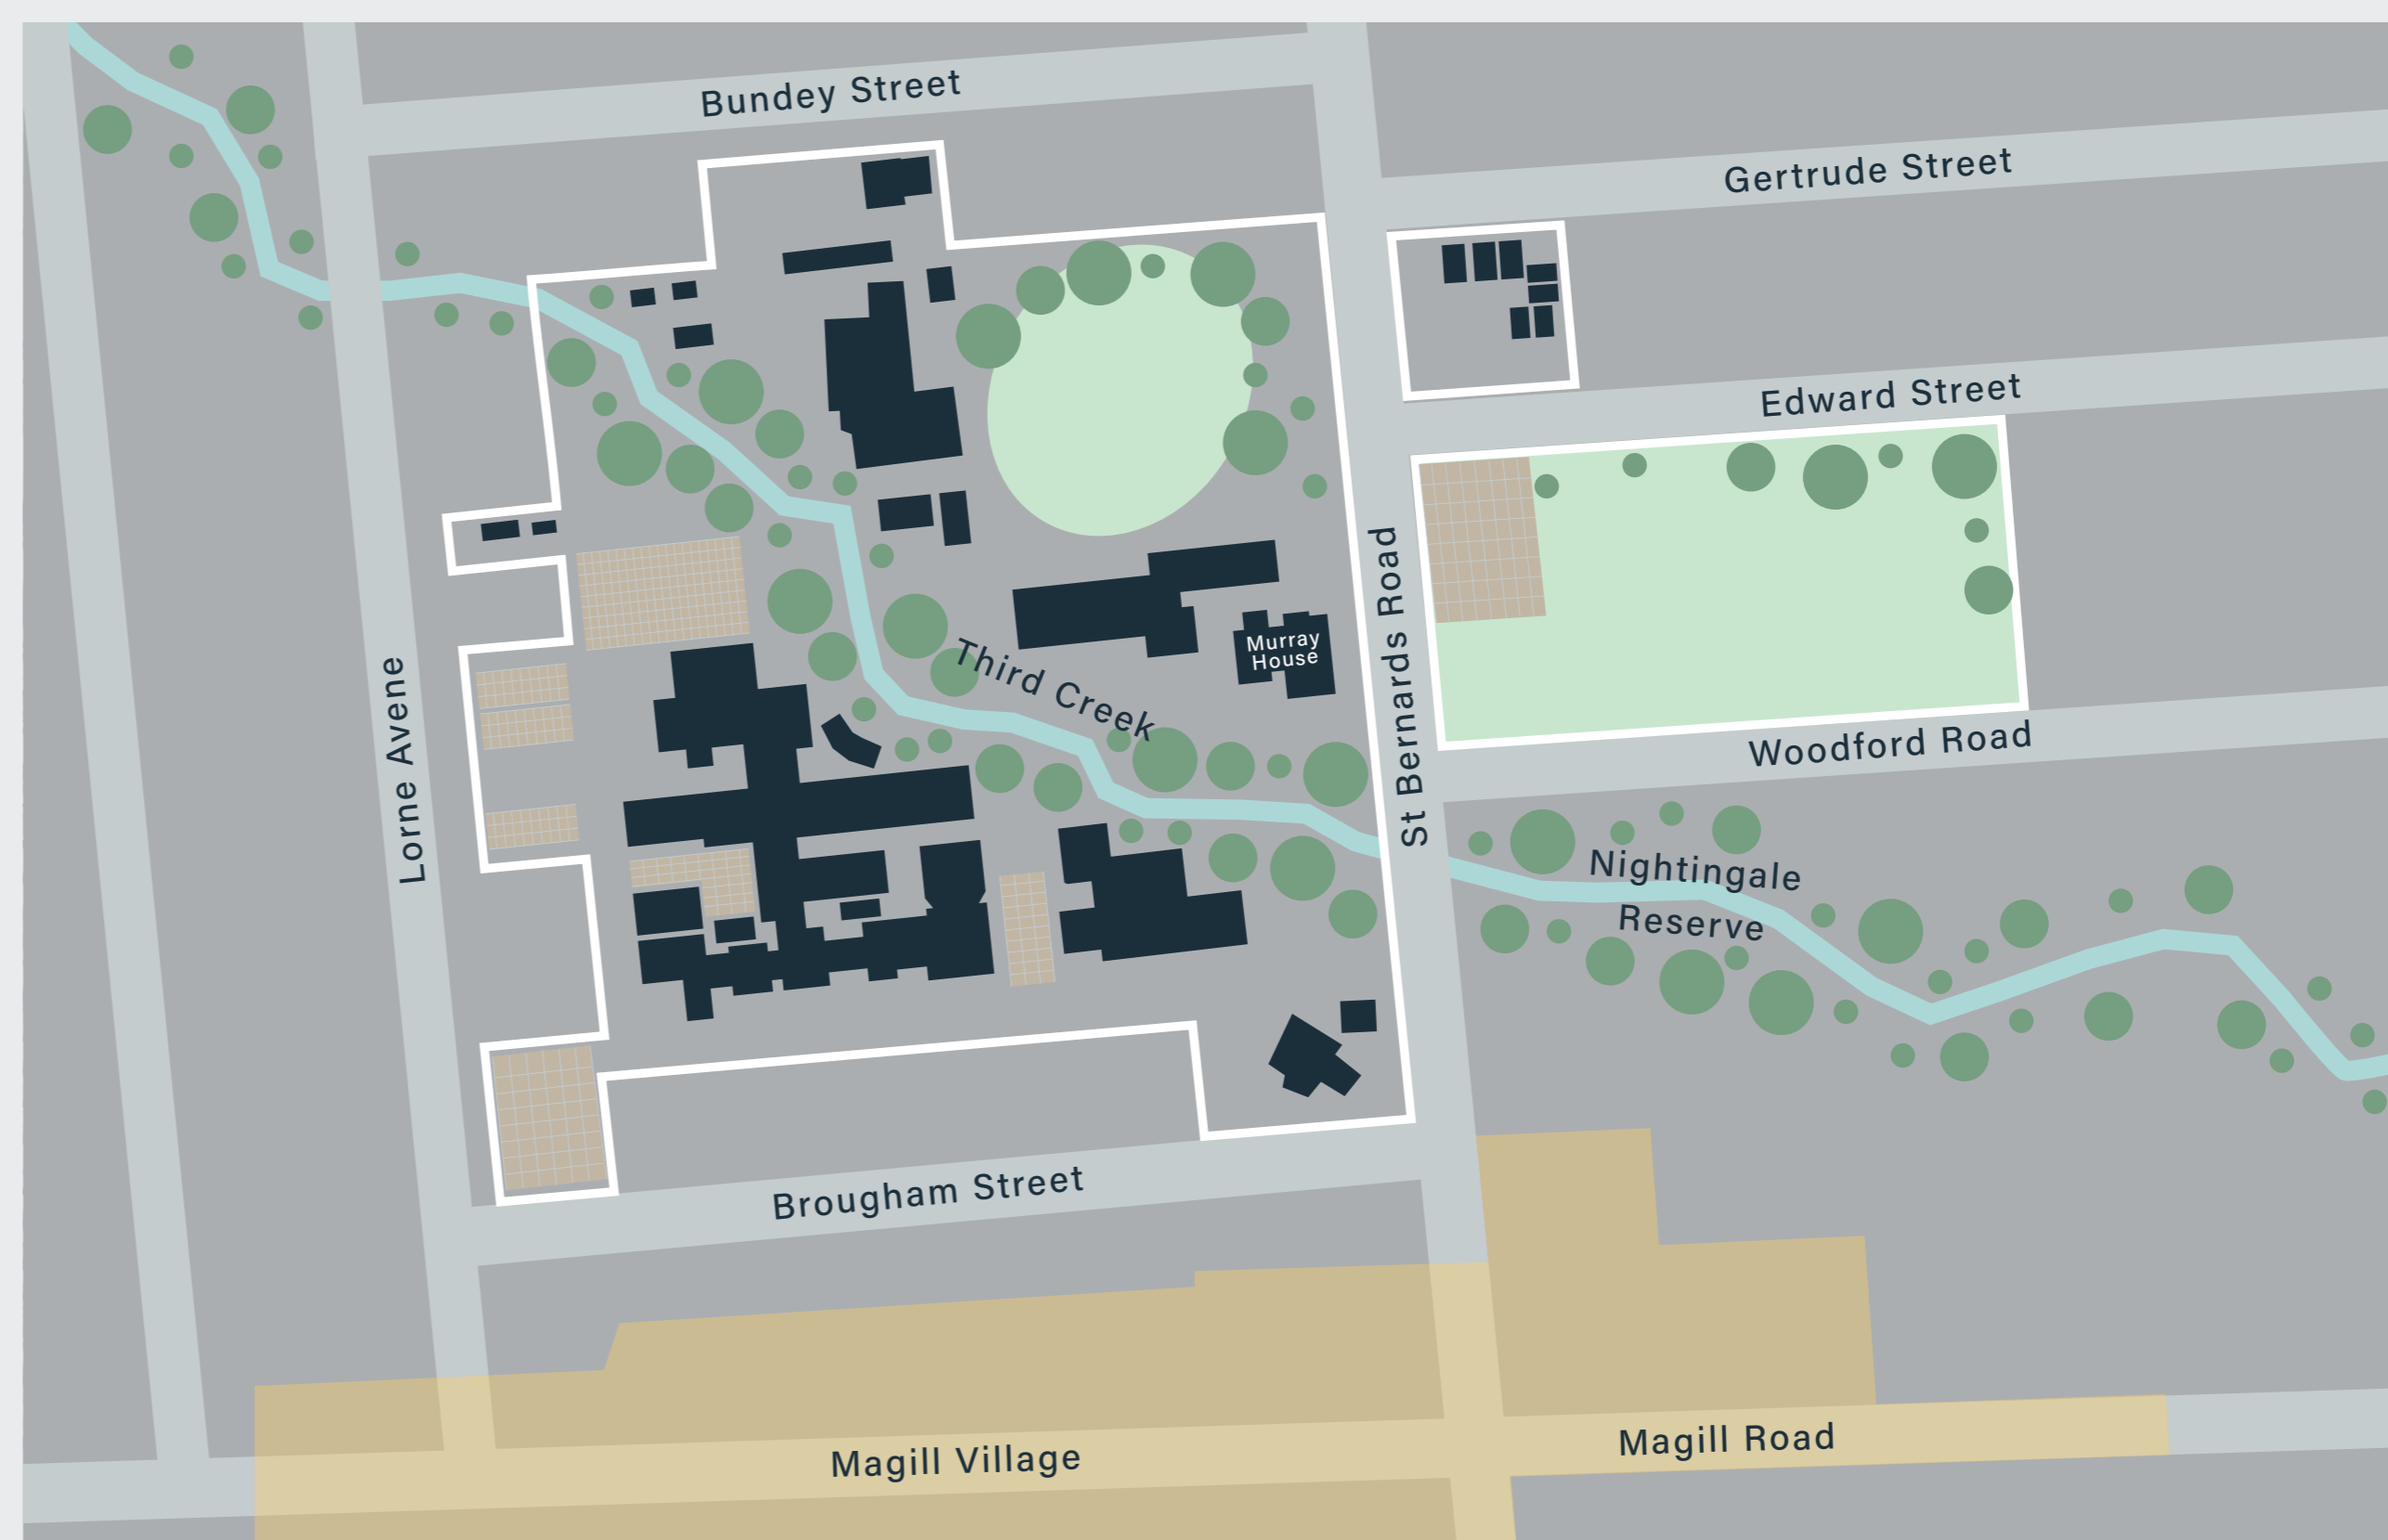 Bundey Street
Gertrude Street
Edward Street
Murray
House
Third Creek
St Bernards Road
Woodford Road
Lorne Avene
Nightingale
Reserve
Brougham Street
Magill Village
Magill Road